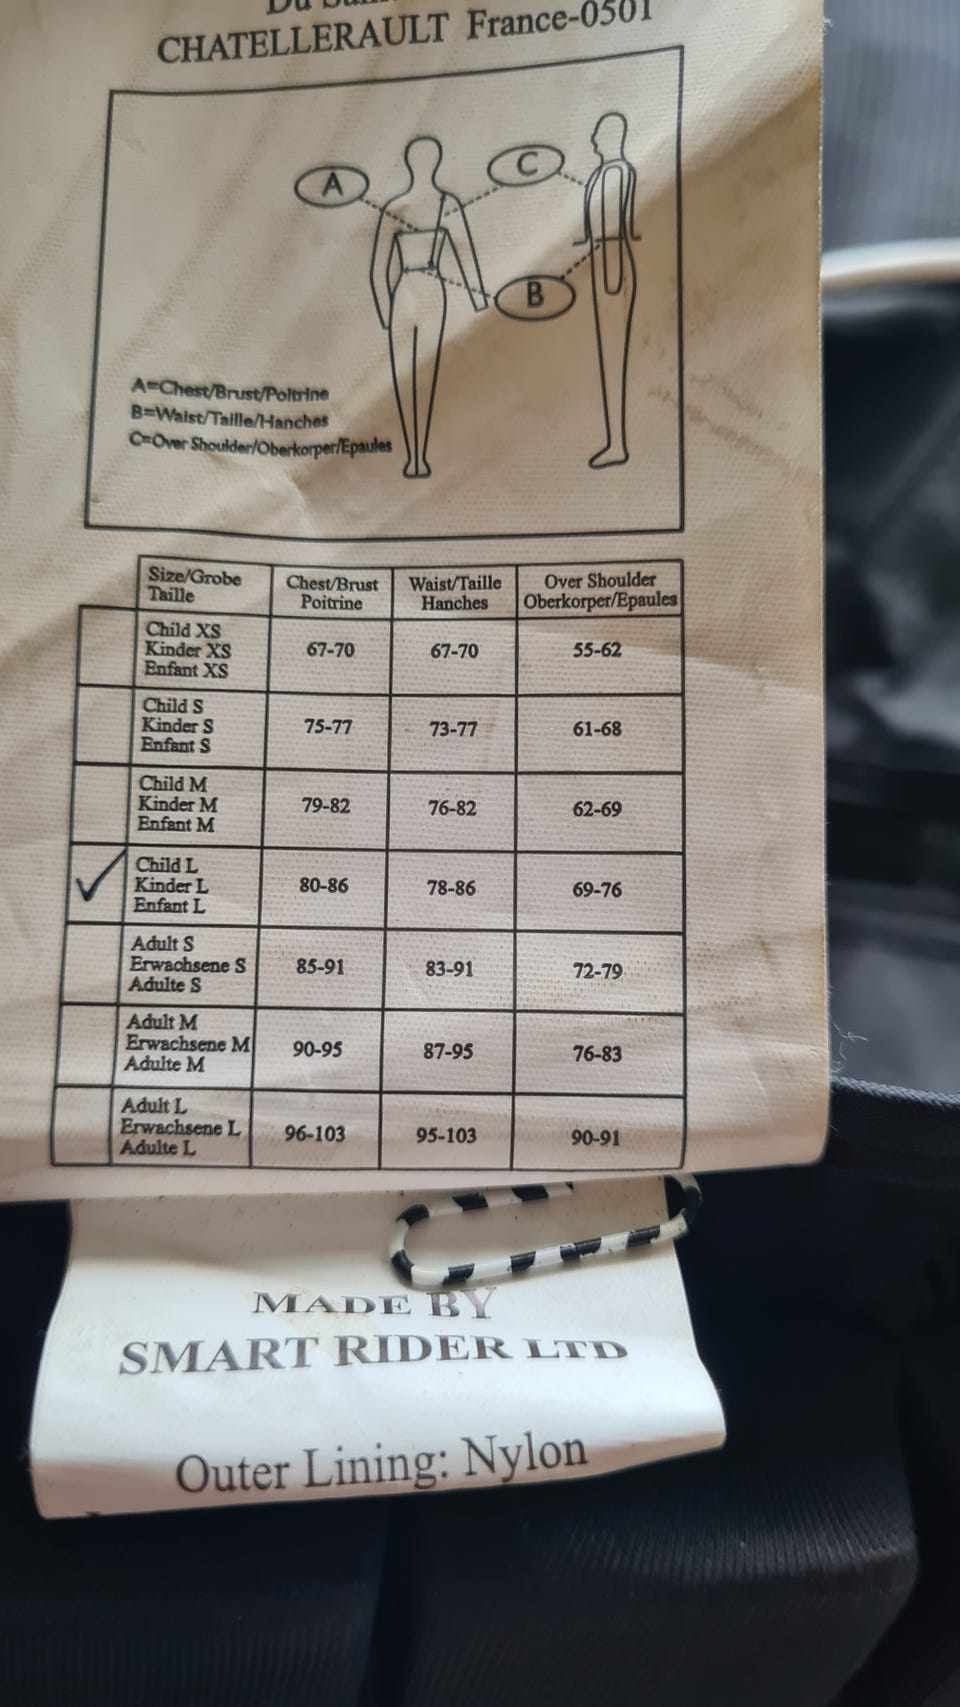 CHATELLERAULT France-0501
A
C
B
A=Chest/Brust/Poitrine
B=Waist/Taille/Hanches
C=Over Shoulder/Oberkorper/Epaules
Size/Grobe
Taille
Chest/Brust
Poitrine
Waist/Taille
Hanches
Over Shoulder
Oberkorper/Epaules
Child XS
Kinder XS
Enfant XS
67-70
67-70
55-62
Child S
Kinder S
Enfant S
75-77
73-77
61-68
Child M
Kinder M
Enfant M
79-82
76-82
62-69
Child L
Kinder L
Enfant L
80-86
78-86
69-76
Adult S
Erwachsene S
Adulte S
85-91
83-91
72-79
Adult M
Erwachsene M
Adulte M
90-95
87-95
76-83
Adult L
Erwachsene L
Adulte L
96-103
95-103
90-91
MADE BY
SMART RIDER LTD
Outer Lining: Nylon